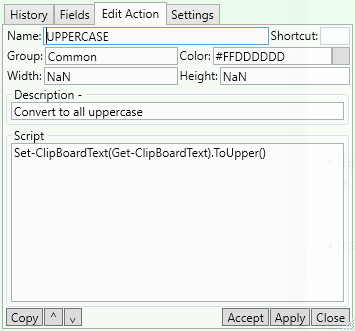 History Fields Edit Action Settings
Name: UPPERCASE Shortcut:
Group: Common Color: #FFDDDDDD
Width: NaN Height: NaN
Description -
Convert to all uppercase
Script
Set-ClipBoardText(Get-ClipBoardText).ToUpper()
Copy ^ v Accept Apply Close